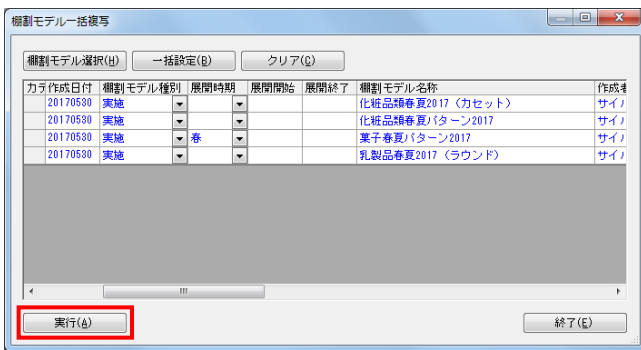 棚割モデル一括複写
棚割モデル選択(H) 一括設定(B) クリア(C)
カラ 作成日付 棚割モデル種別 展開時期 展開開始 展開終了 棚割モデル名称 作成者
20170530 実施 化粧品類春夏2017（カセット） サイバ
20170530 実施 化粧品類春夏パターン2017 サイバ
20170530 実施 春 菓子春夏パターン2017 サイバ
20170530 実施 乳製品春夏2017（ラウンド） サイバ
実行(A) 終了(E)